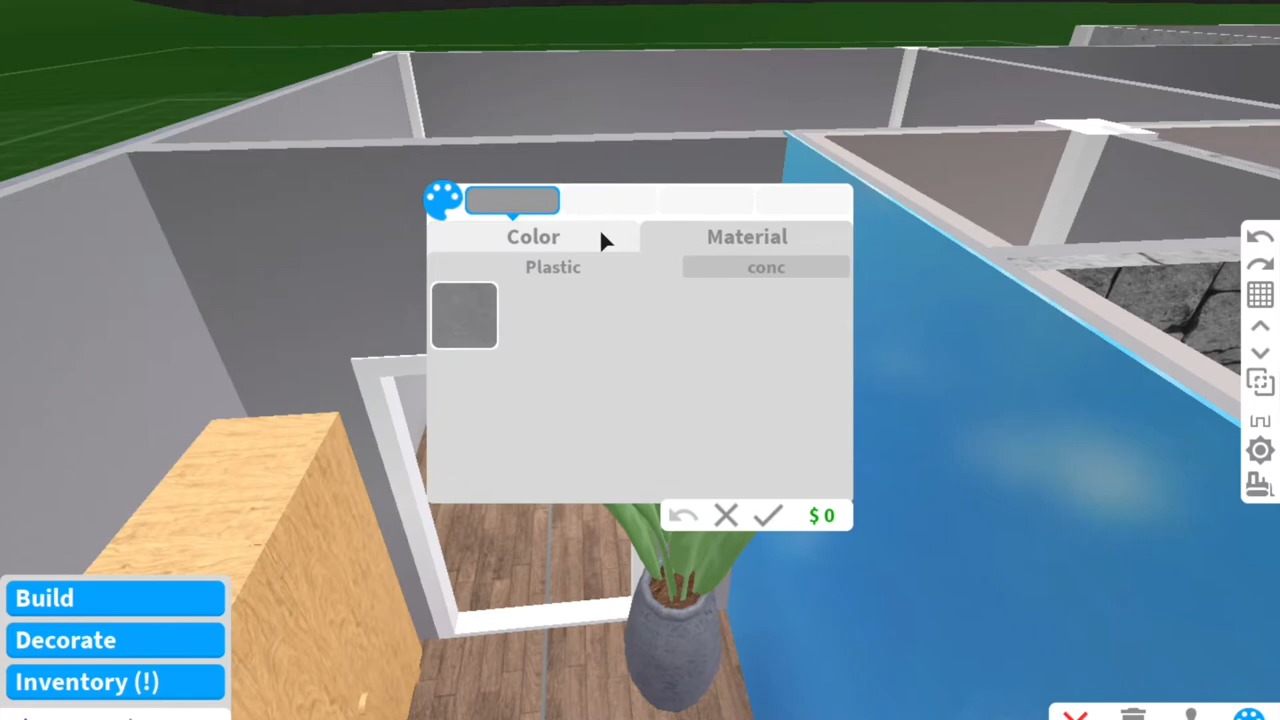 Color
Material
Plastic
conc
$ 0
Build
Decorate
Inventory (!)